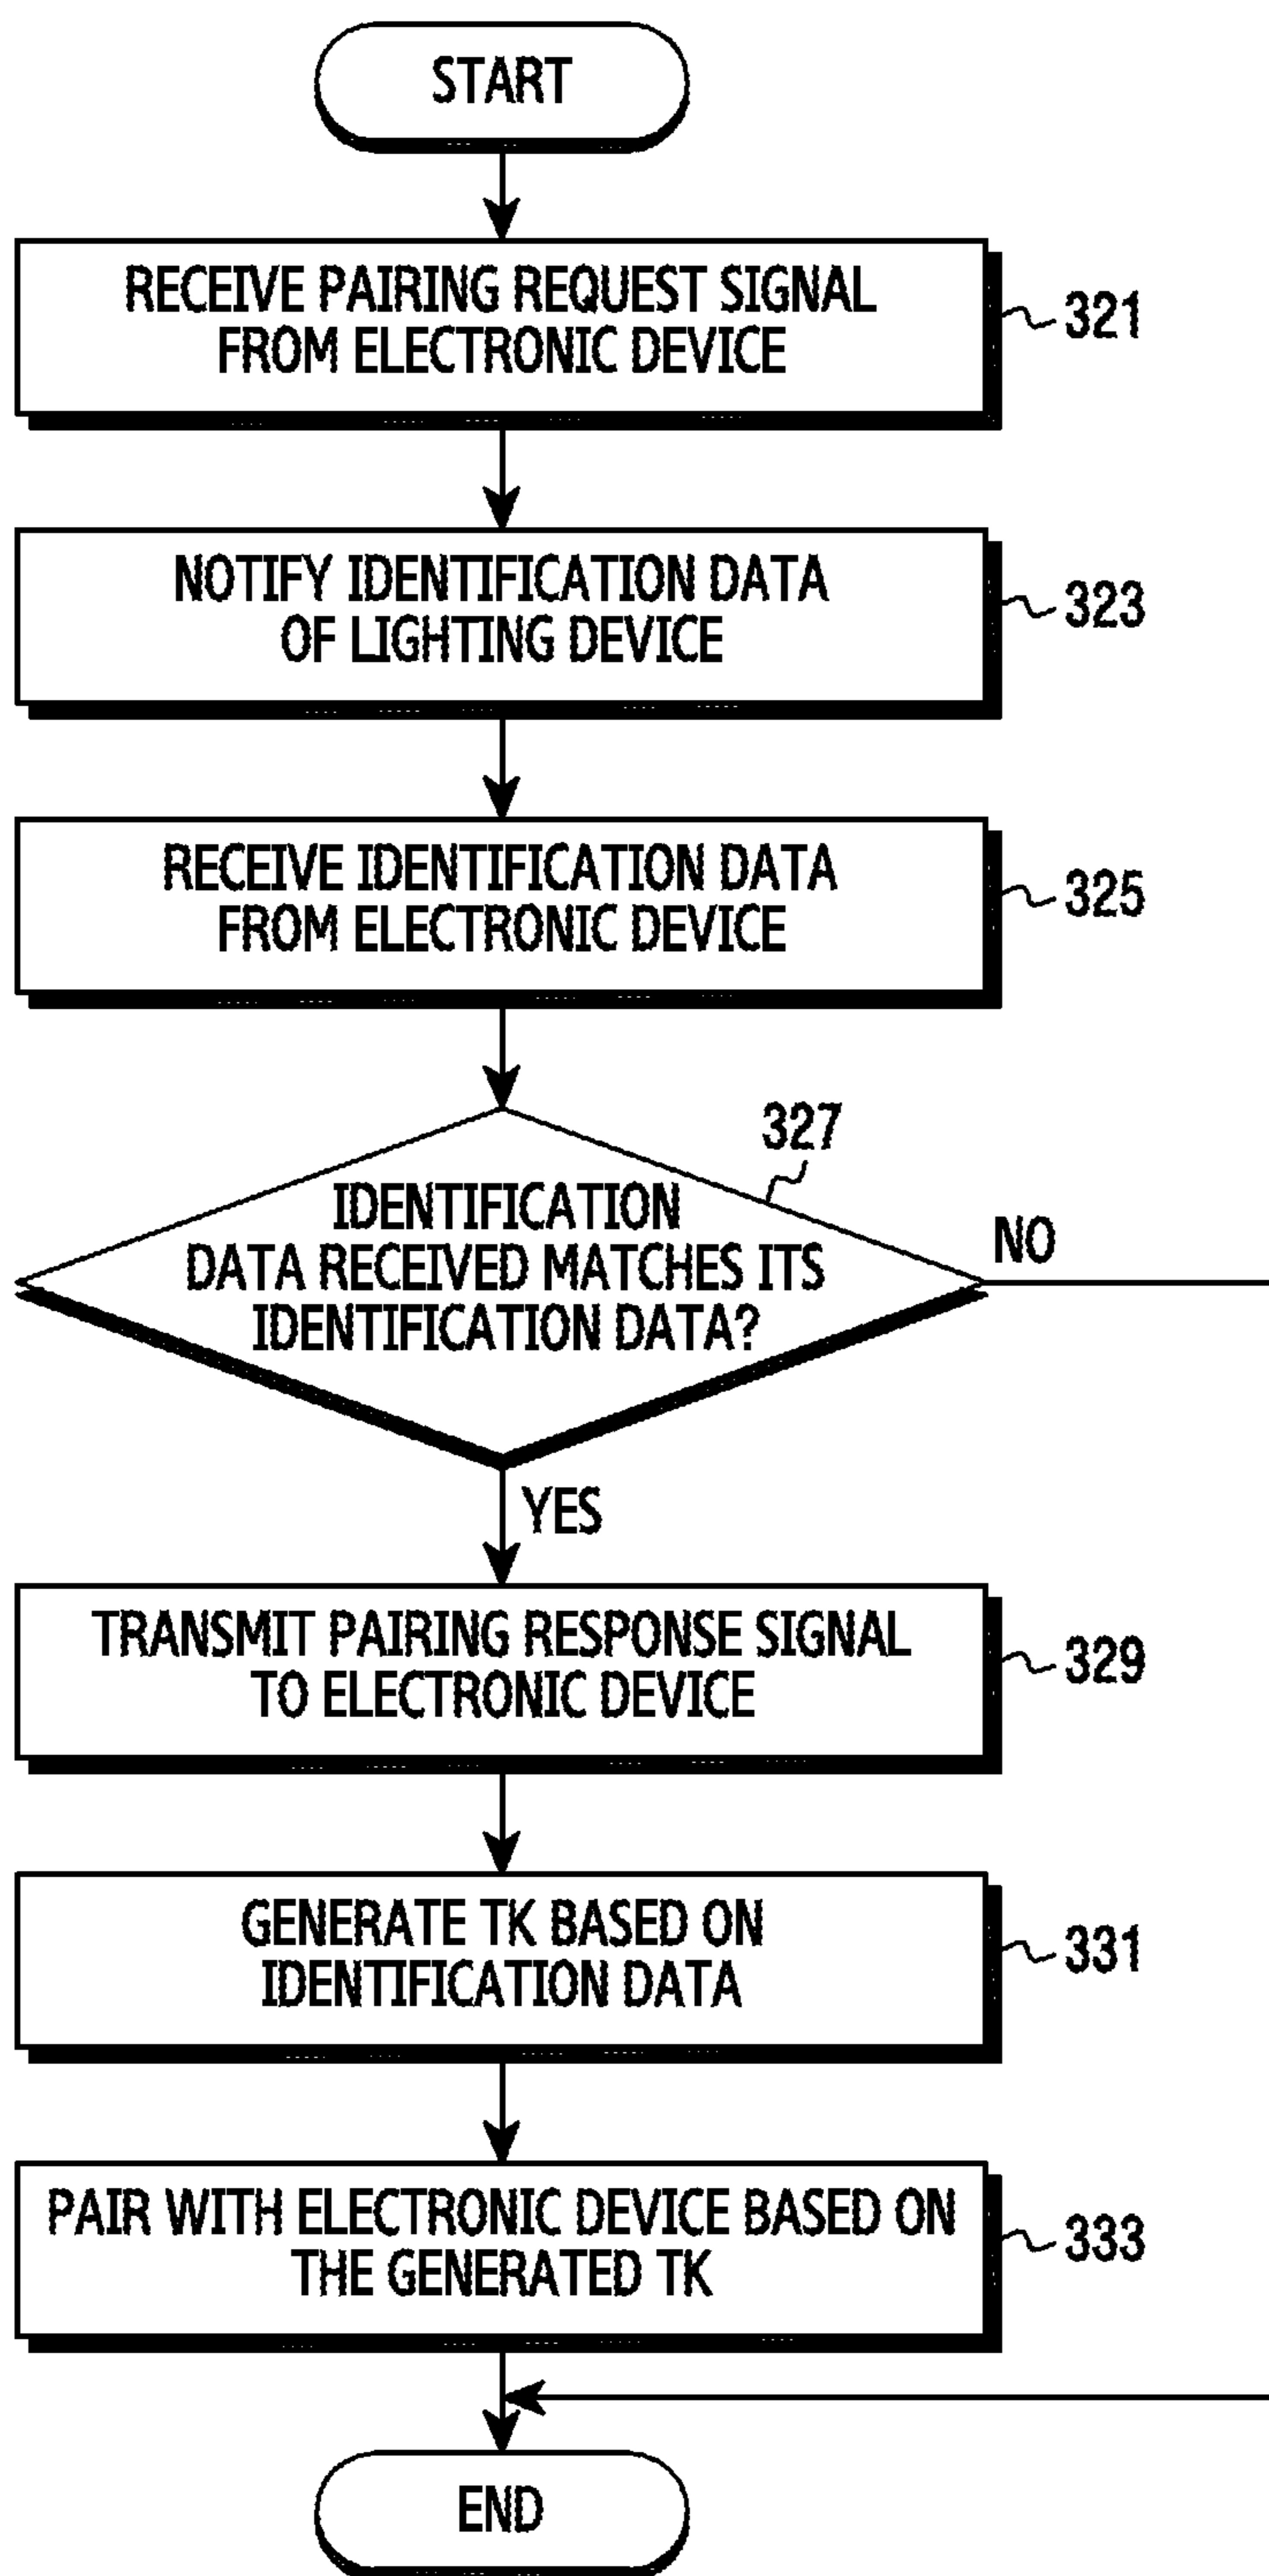 START
RECEIVE PAIRING REQUEST SIGNAL
FROM ELECTRONIC DEVICE
321
NOTIFY IDENTIFICATION DATA
OF LIGHTING DEVICE
323
RECEIVE IDENTIFICATION DATA
FROM ELECTRONIC DEVICE
325
327
IDENTIFICATION
DATA RECEIVED MATCHES ITS
IDENTIFICATION DATA?
NO
YES
TRANSMIT PAIRING RESPONSE SIGNAL
TO ELECTRONIC DEVICE
329
GENERATE TK BASED ON
IDENTIFICATION DATA
331
PAIR WITH ELECTRONIC DEVICE BASED ON
THE GENERATED TK
333
END